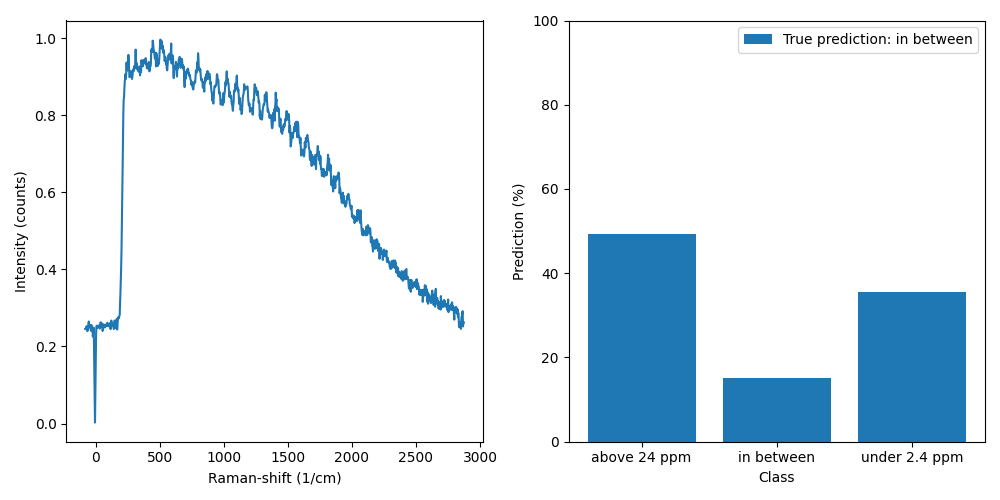 1.0
0.8
0.6
0.4
0.2
0.0
Intensity (counts)
0 500 1000 1500 2000 2500 3000
Raman-shift (1/cm)
100
80
60
40
20
0
Prediction (%)
True prediction: in between
above 24 ppm in between under 2.4 ppm
Class